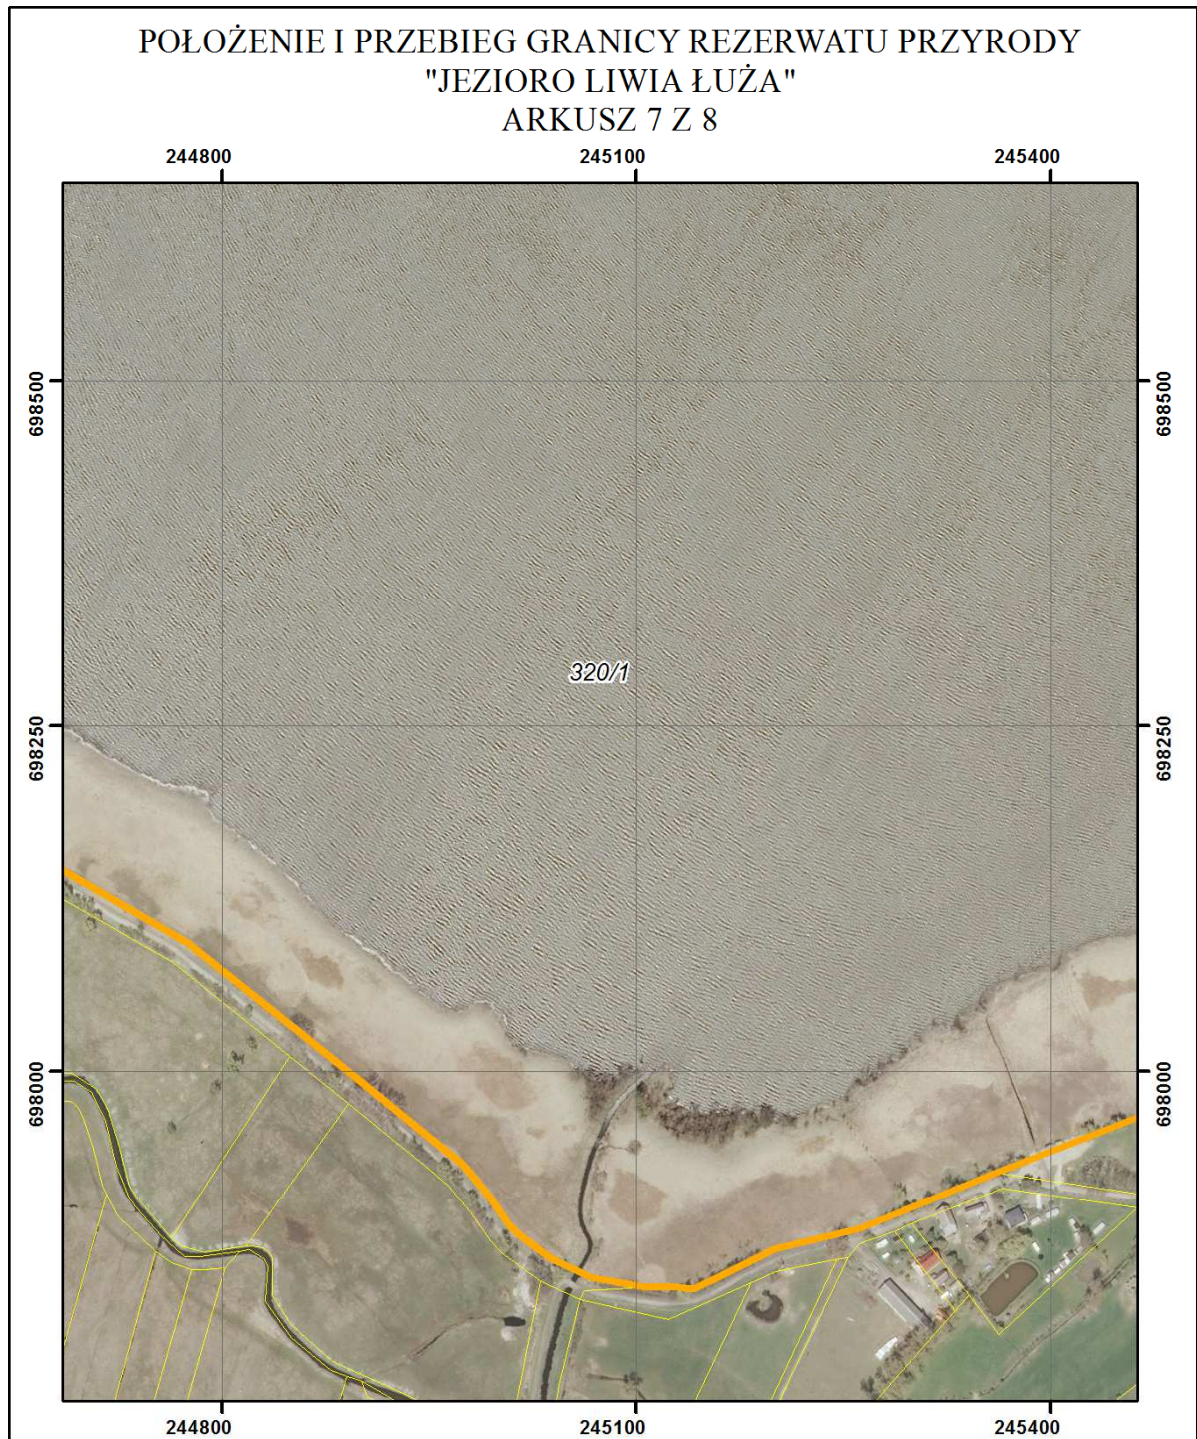 POŁOŻENIE I PRZEBIEG GRANICY REZERWATU PRZYRODY
"JEZIORO LIWIA ŁUŻA"
ARKUSZ 7 Z 8
244800 245100 245400
698500 698500
320/1
698250 698250
698000 698000
244800 245100 245400